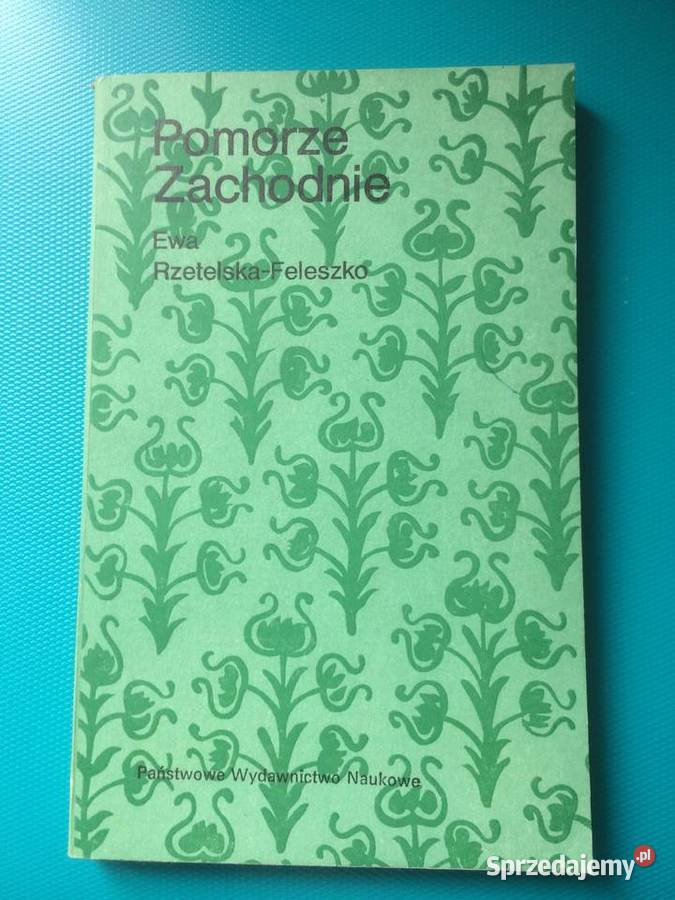 Pomorze
Zachodnie
Ewa
Rzetelska-Feleszko
Państwowe Wydawnictwo Naukowe
Sprzedajemy.pl